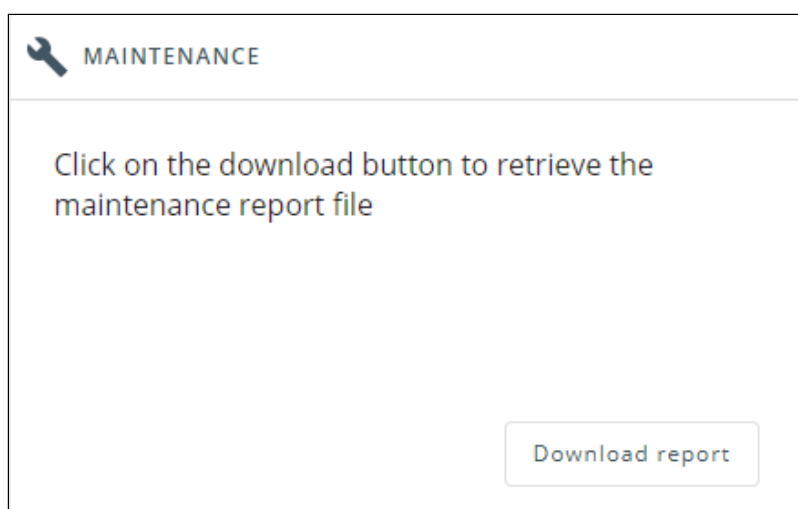 MAINTENANCE
Click on the download button to retrieve the
maintenance report file
Download report